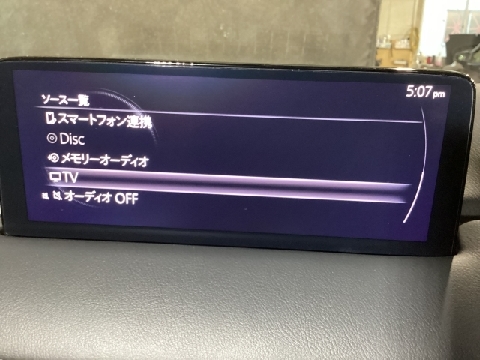 5:07pm
ソース一覧
スマートフォン連携
Disc
メモリーオーディオ
TV
オーディオ OFF